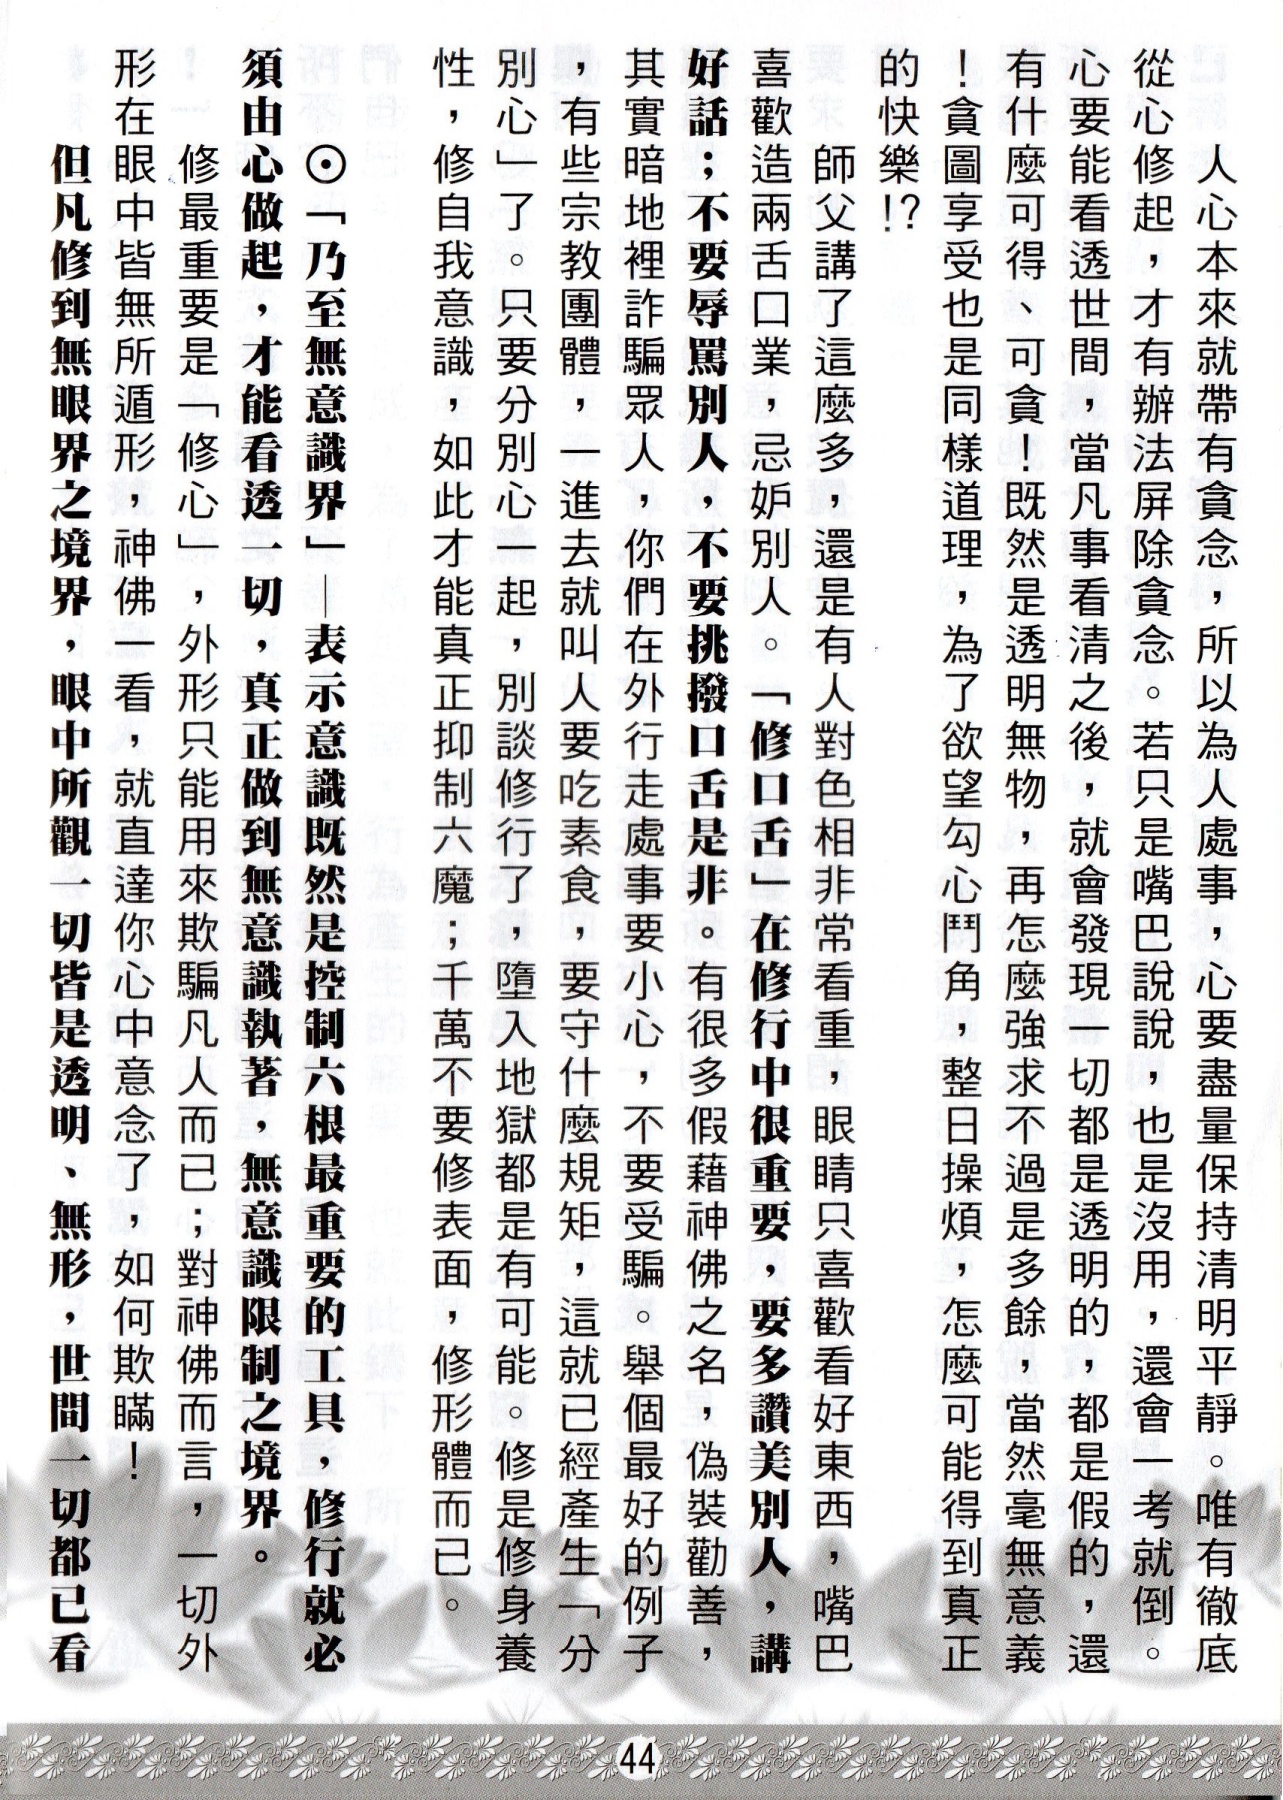 人心本來就帶有貪念，所以為人處事，心要盡量保持清明平靜。唯有徹底
從心修起，才有辦法屏除貪念。若只是嘴巴說說，也是沒用，還會一考就倒。
心要能看透世間，當凡事看清之後，就會發現一切都是透明的，都是假的，還
有什麼可得、可貪！既然是透明無物，再怎麼強求不過是多餘，當然毫無意義
！貪圖享受也是同樣道理，為了欲望勾心鬥角，整日操煩，怎麼可能得到真正
的快樂！？
師父講了這麼多，還是有人對色相非常看重，眼睛只喜歡看好東西，嘴巴
喜歡造兩舌口業，忌妒別人。「修口舌」在修行中很重要，要多讚美別人，講
好話；不要辱罵別人，不要挑撥口舌是非。有很多假藉神佛之名，偽裝勸善，
其實暗地裡詐騙眾人，你們在外行走處事要小心，不要受騙。舉個最好的例子
，有些宗教團體，一進去就叫人要吃素食，要守什麼規矩，這就已經產生「分
別心」了。只要分別心一起，別談修行了，墮入地獄都是有可能。修是修身養
性，修自我意識，如此才能真正抑制六魔；千萬不要修表面，修形體而已。
⊙「乃至無意識界」—表示意識既然是控制六根最重要的工具，修行就必
須由心做起，才能看透一切，真正做到無意識執著，無意識限制之境界。
修最重要是「修心」，外形只能用來欺騙凡人而已；對神佛而言，一切外
形在眼中皆無所遁形，神佛一看，就直達你心中意念了，如何欺瞞！
但凡修到無眼界之境界，眼中所觀一切皆是透明、無形，世間一切都已看
44